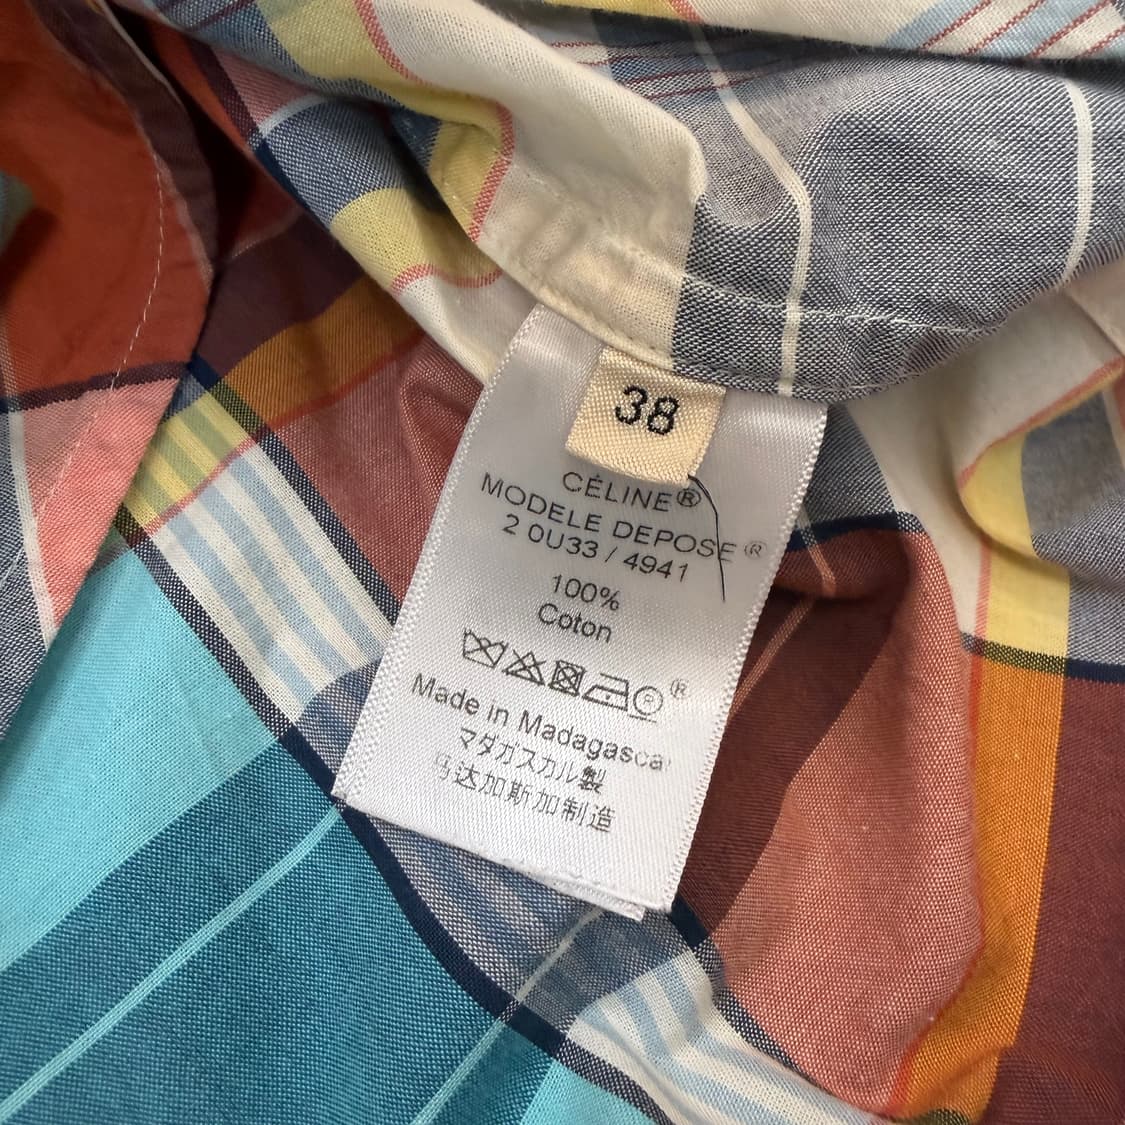 38
CÉLINE®
MODELE DEPOSE®
2 0U33 / 4941
100%
Coton
®
Made in Madagascar
マダガスカル製
马达加斯加制造